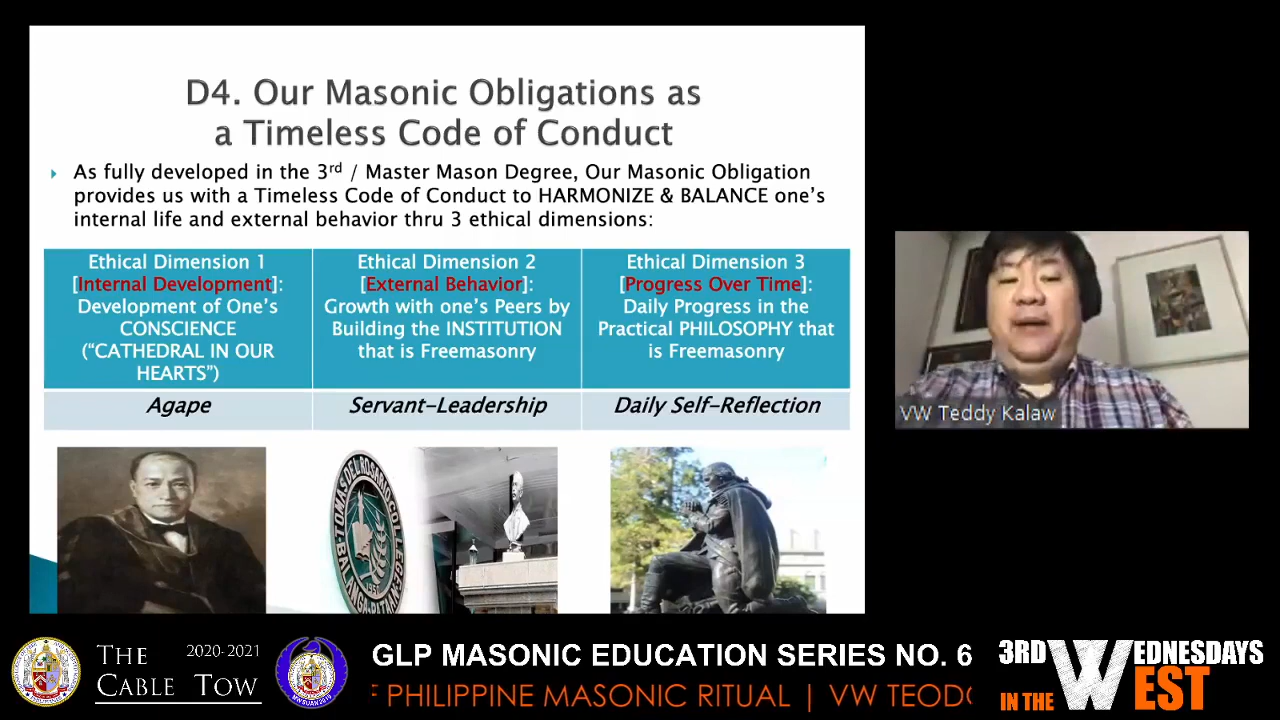 D4. Our Masonic Obligations as
a Timeless Code of Conduct
As fully developed in the 3rd / Master Mason Degree, Our Masonic Obligation
provides us with a Timeless Code of Conduct to HARMONIZE & BALANCE one's
internal life and external behavior thru 3 ethical dimensions:
Ethical Dimension 1
[Internal Development]:
Development of One's
CONSCIENCE
("CATHEDRAL IN OUR
HEARTS")
Ethical Dimension 2
[External Behavior]:
Growth with one's Peers by
Building the INSTITUTION
that is Freemasonry
Ethical Dimension 3
[Progress Over Time]:
Daily Progress in the
Practical PHILOSOPHY that
is Freemasonry
Agape
Servant-Leadership
Daily Self-Reflection
TOMAS DEL ROSARIO COLLEGE
BALANGA
VW Teddy Kalaw
THE
CABLE TOW
2020-2021
GLP MASONIC EDUCATION SERIES NO. 6
PHILIPPINE MASONIC RITUAL | VW TEOD
3RD WEDNESDAYS
IN THE WEST